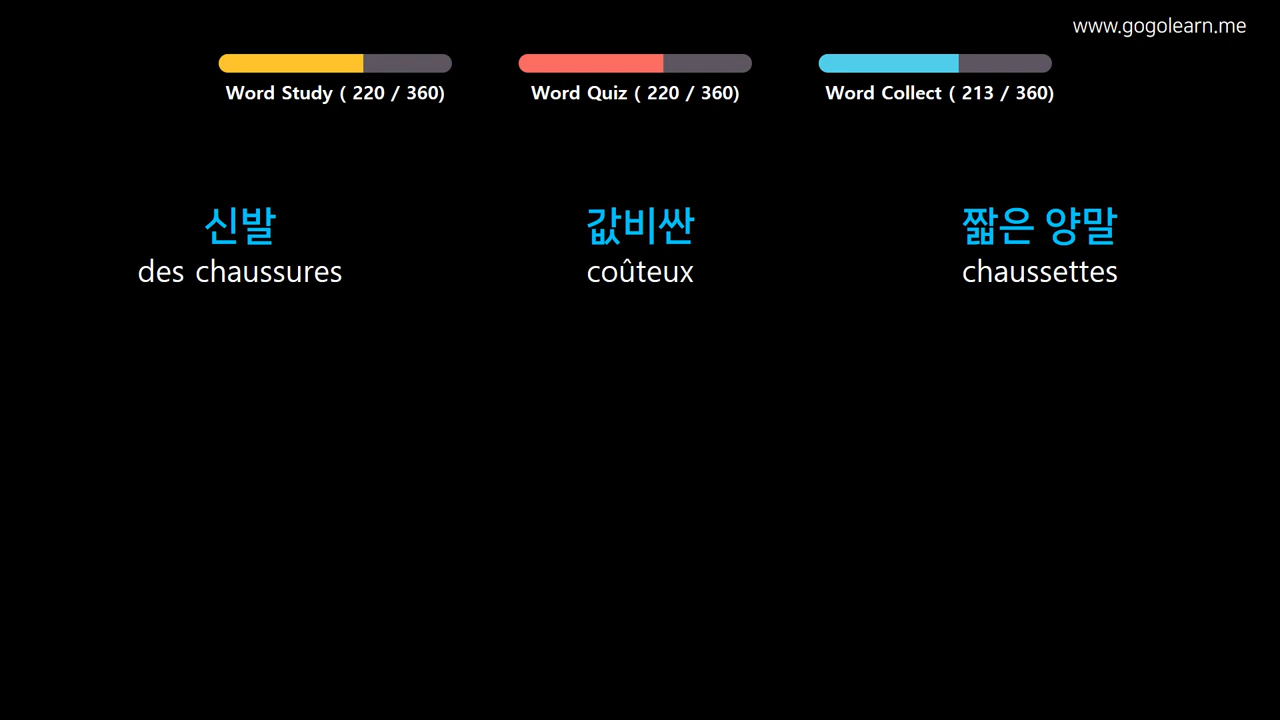 www.gogolearn.me
Word Study ( 220 / 360)
Word Quiz ( 220 / 360)
Word Collect ( 213 / 360)
신발
des chaussures
값비싼
coûteux
짧은 양말
chaussettes